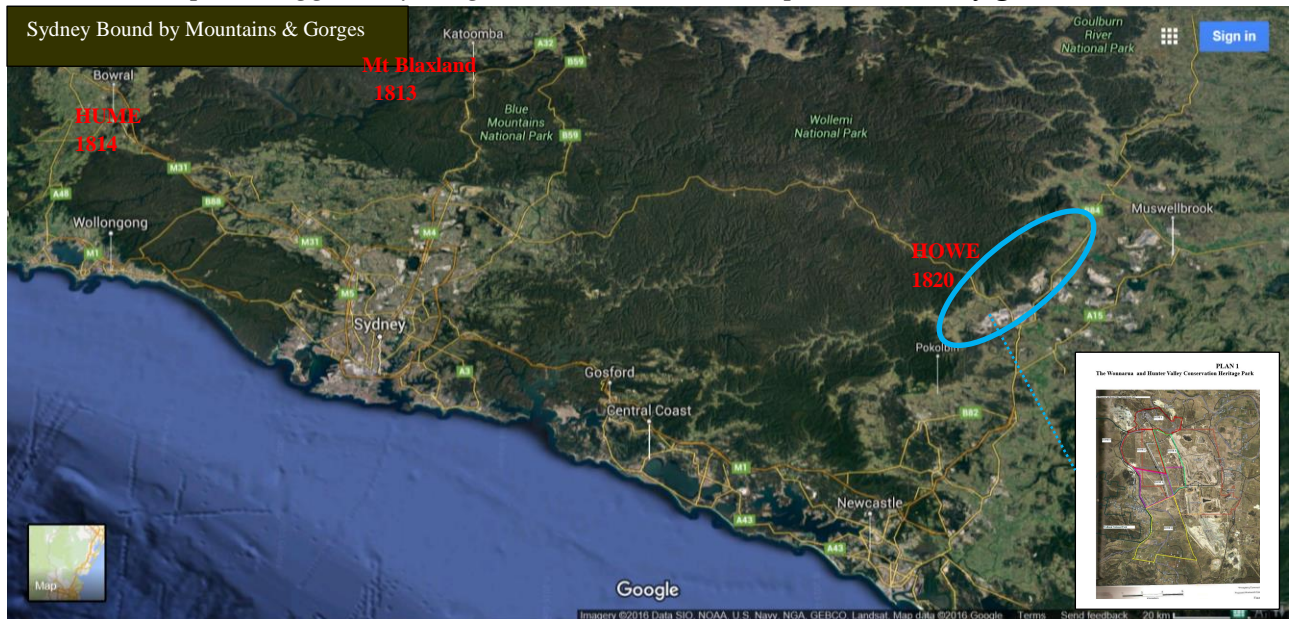 Sydney Bound by Mountains & Gorges
Katoomba
A32
B59
Goulburn
River
National Park
Sign in
Bowral
Mt Blaxland
1813
HUME
1814
Blue
Mountains
National Park
B59
Wollemi
National Park
M31
B88
A48
Wollongong
M1
M31
M4
M5
Sydney
A3
B84
Muswellbrook
HOWE
1820
A15
Pokolbin
Gosford
Central Coast
B82
M1
Newcastle
A43
A43
PLAN 1
The Wonnarua and Hunter Valley Conservation Heritage Park
Map
Google
Imagery ©2016 Data SIO, NOAA, U.S. Navy, NGA, GEBCO, Landsat, Map data ©2016 Google Terms Send feedback 20 km